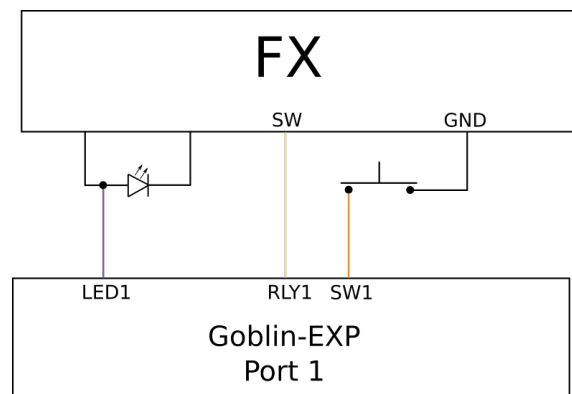 FX
SW GND
LED1 RLY1 SW1
Goblin-EXP
Port 1